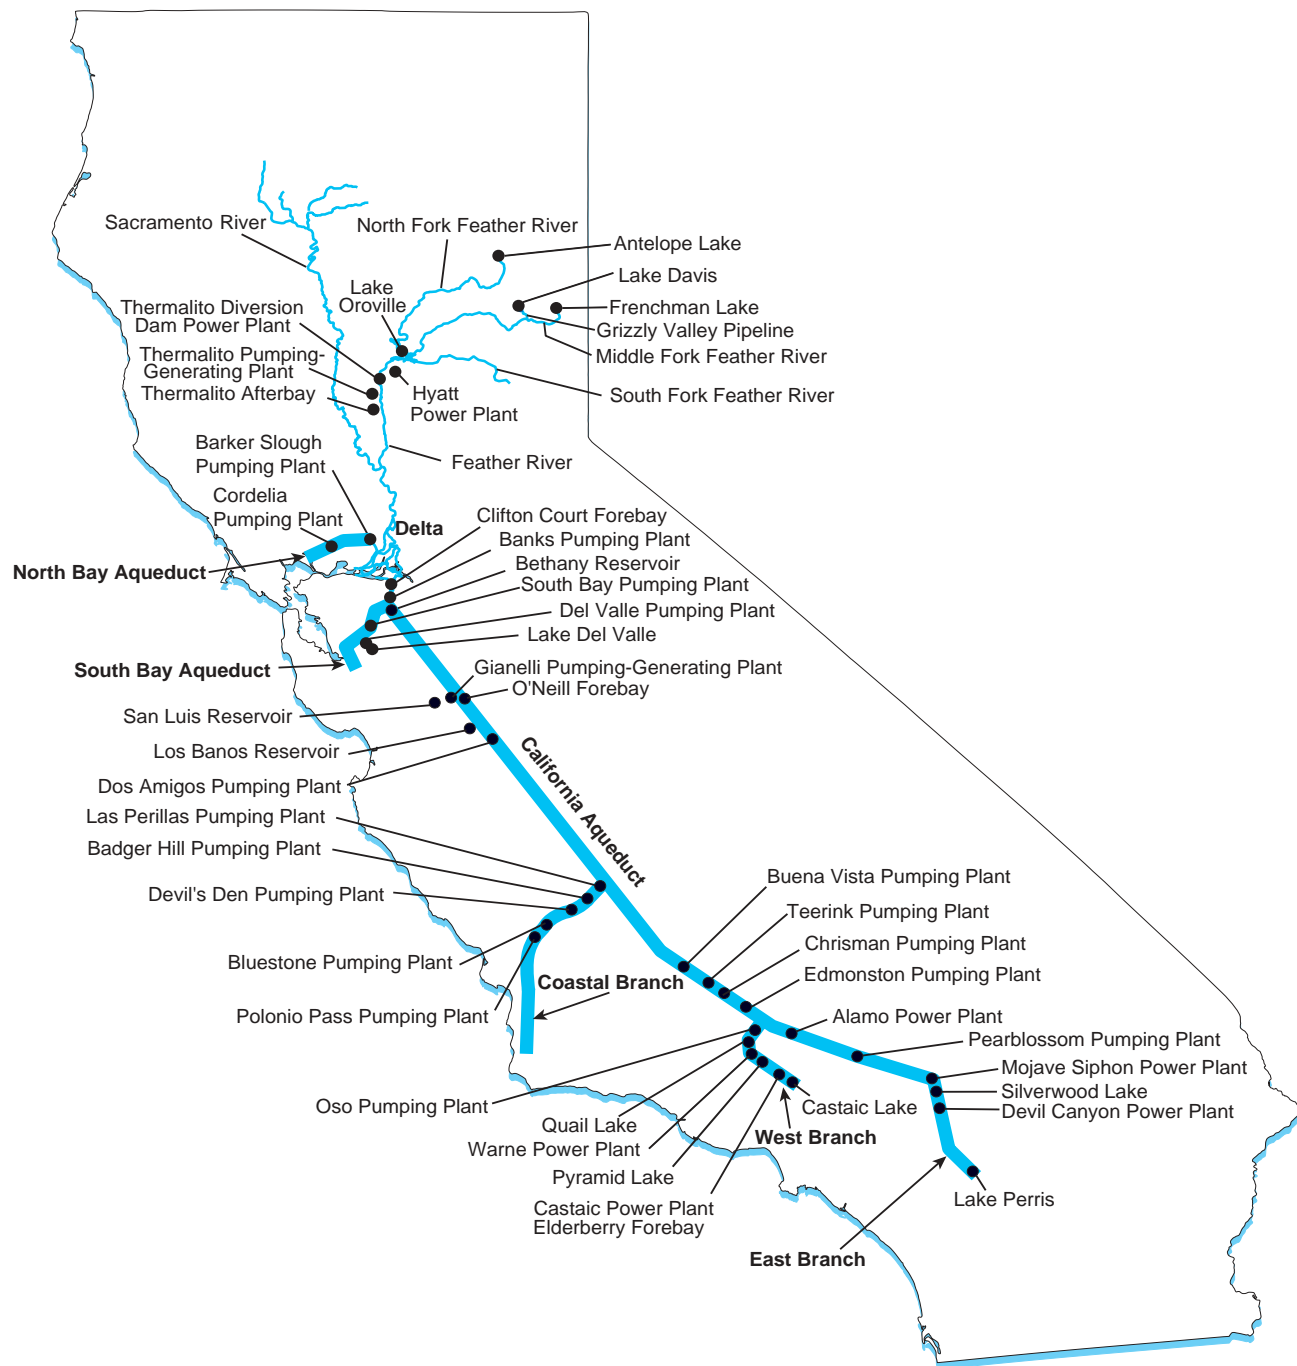 Sacramento River
North Fork Feather River
Antelope Lake
Lake Davis
Lake
Oroville
Thermalito Diversion
Dam Power Plant
Frenchman Lake
Grizzly Valley Pipeline
Middle Fork Feather River
Thermalito Pumping-
Generating Plant
Thermalito Afterbay
Hyatt
Power Plant
South Fork Feather River
Barker Slough
Pumping Plant
Feather River
Cordelia
Pumping Plant
Delta
Clifton Court Forebay
Banks Pumping Plant
Bethany Reservoir
North Bay Aqueduct
South Bay Pumping Plant
Del Valle Pumping Plant
Lake Del Valle
South Bay Aqueduct
Gianelli Pumping-Generating Plant
O'Neill Forebay
San Luis Reservoir
Los Banos Reservoir
Dos Amigos Pumping Plant
California Aqueduct
Las Perillas Pumping Plant
Badger Hill Pumping Plant
Devil's Den Pumping Plant
Buena Vista Pumping Plant
Teerink Pumping Plant
Chrisman Pumping Plant
Bluestone Pumping Plant
Edmonston Pumping Plant
Coastal Branch
Polonio Pass Pumping Plant
Alamo Power Plant
Pearblossom Pumping Plant
Mojave Siphon Power Plant
Silverwood Lake
Devil Canyon Power Plant
Oso Pumping Plant
Castaic Lake
Quail Lake
West Branch
Warne Power Plant
Pyramid Lake
Lake Perris
Castaic Power Plant
Elderberry Forebay
East Branch